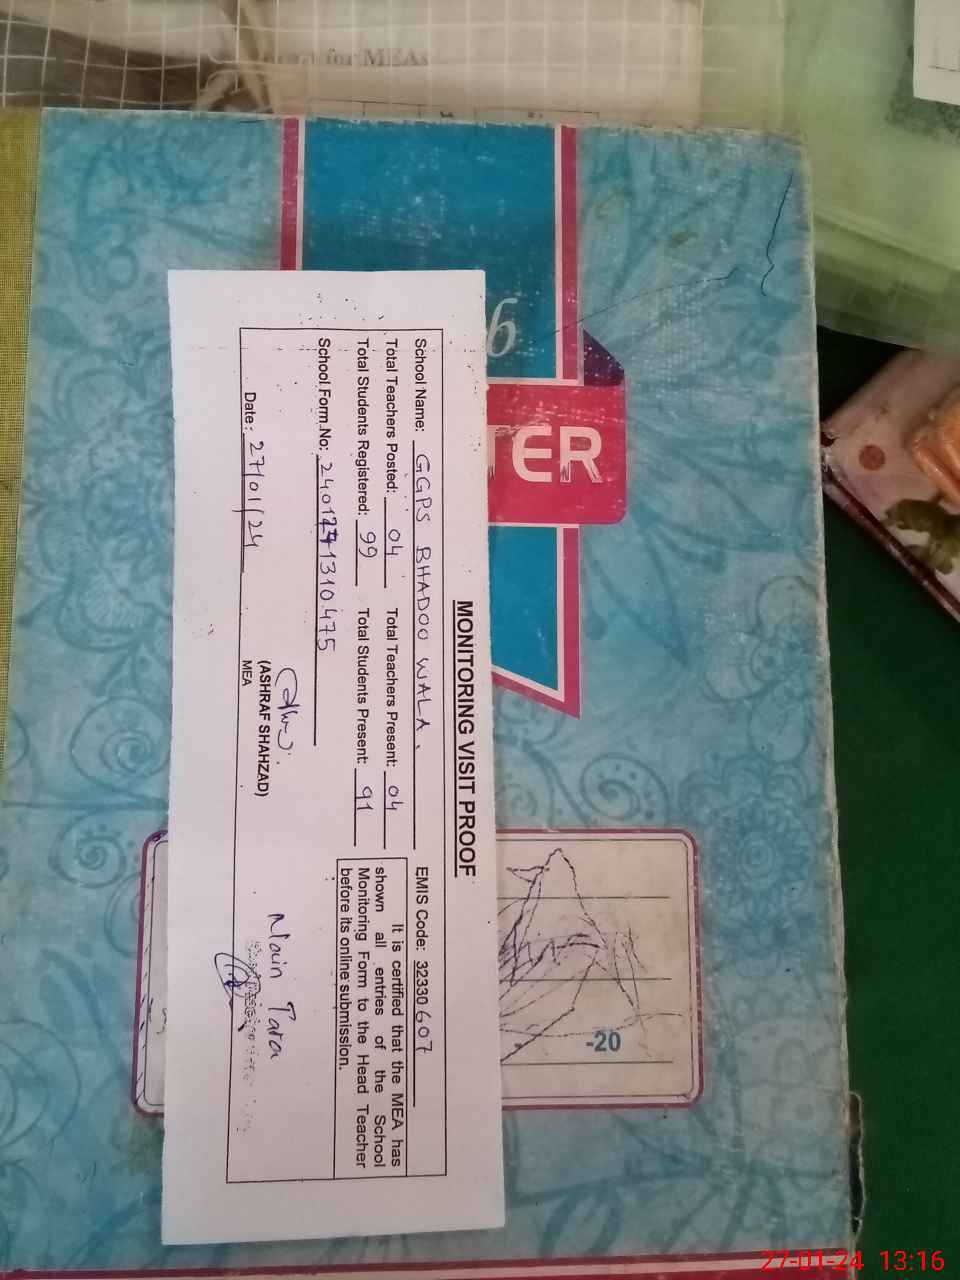 for MEAs
6
TER
MONITORING VISIT PROOF
School Name: GGPS BHADOO WALA. EMIS Code: 32330607
Total Teachers Posted: 04 Total Teachers Present: 04
Total Students Registered: 99 Total Students Present: 91
It is certified that the MEA has
shown all entries of the School
Monitoring Form to the Head Teacher
before its online submission.
School Form No:
Date: 27/01/24
(ASHRAF SHAHZAD)
MEA
Nain Tara
-20
27-01-24 13:16